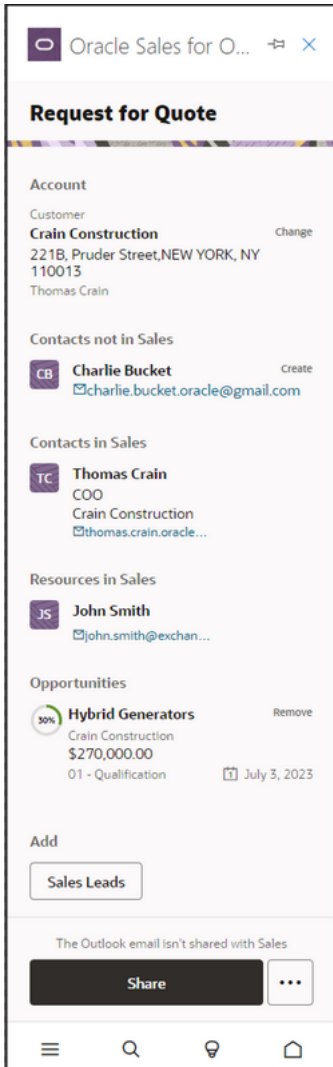 Oracle Sales for O...
Request for Quote
Account
Customer
Crain Construction
Change
221B, Pruder Street,NEW YORK, NY
110013
Thomas Crain
Contacts not in Sales
CB
Charlie Bucket
Create
charlie.bucket.oracle@gmail.com
Contacts in Sales
TC
Thomas Crain
COO
Crain Construction
thomas.crain.oracle...
Resources in Sales
JS
John Smith
john.smith@exchan...
Opportunities
30%
Hybrid Generators
Remove
Crain Construction
$270,000.00
01 - Qualification
July 3, 2023
Add
Sales Leads
The Outlook email isn't shared with Sales
Share